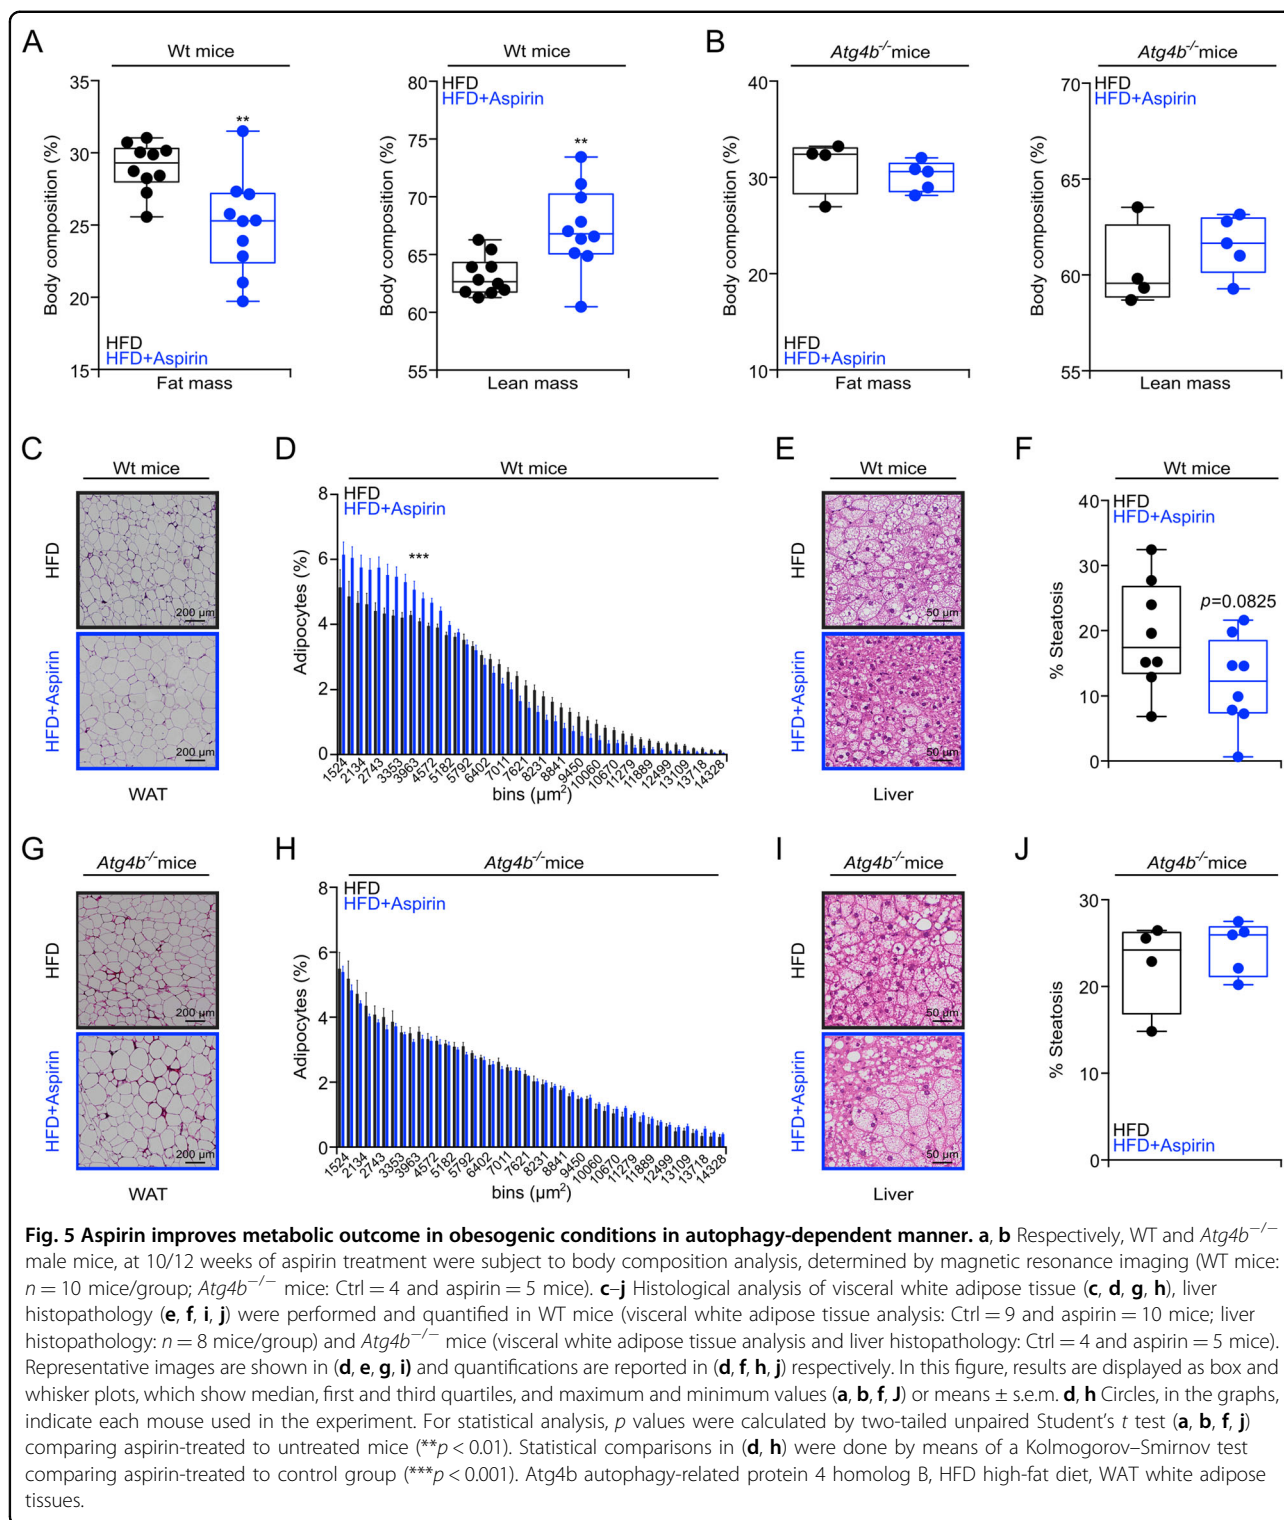 A
Wt mice
Body composition (%)
35
30
25
20
15
**
HFD
HFD+Aspirin
Fat mass
Wt mice
Body composition (%)
80
75
70
65
60
55
HFD
HFD+Aspirin
**
Lean mass
B
Atg4b-/-mice
Body composition (%)
40
30
20
10
HFD
HFD+Aspirin
Fat mass
Body composition (%)
70
65
60
55
HFD
HFD+Aspirin
Lean mass
C
Wt mice
HFD
200 µm
HFD+Aspirin
200 µm
WAT
D
Wt mice
HFD
HFD+Aspirin
Adipocytes (%)
8
6
4
2
0
***
1524
2134
2743
3353
3963
4572
5182
5792
6402
7011
7621
8231
8841
9450
10060
10670
11279
11889
12499
13109
13718
14328
bins (µm²)
E
Wt mice
HFD
50 µm
HFD+Aspirin
50 µm
Liver
F
Wt mice
% Steatosis
40
30
20
10
0
HFD
HFD+Aspirin
p=0.0825
G
Atg4b-/-mice
HFD
200 µm
HFD+Aspirin
200 µm
WAT
H
Atg4b-/-mice
HFD
HFD+Aspirin
Adipocytes (%)
8
6
4
2
0
1524
2134
2743
3353
3963
4572
5182
5792
6402
7011
7621
8231
8841
9450
10060
10670
11279
11889
12499
13109
13718
14328
bins (µm²)
I
Atg4b-/-mice
HFD
50 µm
HFD+Aspirin
50 µm
Liver
J
Atg4b-/-mice
% Steatosis
30
20
10
0
HFD
HFD+Aspirin
Fig. 5 Aspirin improves metabolic outcome in obesogenic conditions in autophagy-dependent manner. a, b Respectively, WT and Atg4b−/−
male mice, at 10/12 weeks of aspirin treatment were subject to body composition analysis, determined by magnetic resonance imaging (WT mice:
n = 10 mice/group; Atg4b−/− mice: Ctrl = 4 and aspirin = 5 mice). c–j Histological analysis of visceral white adipose tissue (c, d, g, h), liver
histopathology (e, f, i, j) were performed and quantified in WT mice (visceral white adipose tissue analysis: Ctrl = 9 and aspirin = 10 mice; liver
histopathology: n = 8 mice/group) and Atg4b−/− mice (visceral white adipose tissue analysis and liver histopathology: Ctrl = 4 and aspirin = 5 mice).
Representative images are shown in (d, e, g, i) and quantifications are reported in (d, f, h, j) respectively. In this figure, results are displayed as box and
whisker plots, which show median, first and third quartiles, and maximum and minimum values (a, b, f, J) or means ± s.e.m. d, h Circles, in the graphs,
indicate each mouse used in the experiment. For statistical analysis, p values were calculated by two-tailed unpaired Student's t test (a, b, f, j)
comparing aspirin-treated to untreated mice (**p < 0.01). Statistical comparisons in (d, h) were done by means of a Kolmogorov–Smirnov test
comparing aspirin-treated to control group (***p < 0.001). Atg4b autophagy-related protein 4 homolog B, HFD high-fat diet, WAT white adipose
tissues.